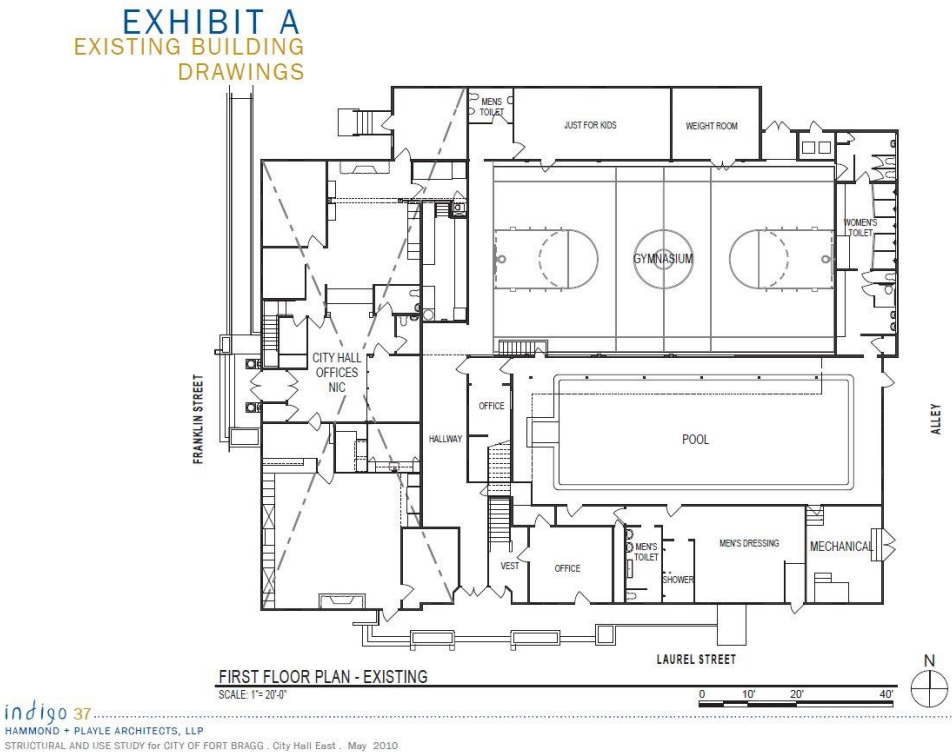 EXHIBIT A
EXISTING BUILDING
DRAWINGS
MENS
TOILET
JUST FOR KIDS
WEIGHT ROOM
WOMEN'S
TOILET
GYMNASIUM
CITY HALL
OFFICES
NIC
FRANKLIN STREET
OFFICE
HALLWAY
POOL
ALLEY
VEST
OFFICE
MEN'S
TOILET
SHOWER
MEN'S DRESSING
MECHANICAL
LAUREL STREET
N
FIRST FLOOR PLAN - EXISTING
SCALE: 1"= 20'-0"
0 10' 20' 40'
indigo 37
HAMMOND + PLAYLE ARCHITECTS, LLP
STRUCTURAL AND USE STUDY for CITY OF FORT BRAGG . City Hall East . May 2010